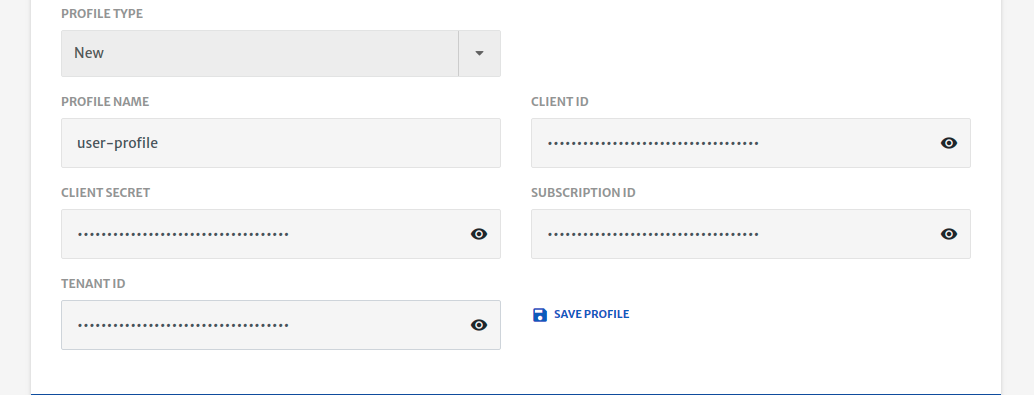 PROFILE TYPE
New
PROFILE NAME
CLIENT ID
user-profile
••••••••••••••••••••••••••••••••••••
CLIENT SECRET
SUBSCRIPTION ID
••••••••••••••••••••••••••••••••••••
••••••••••••••••••••••••••••••••••••
TENANT ID
••••••••••••••••••••••••••••••••••••
SAVE PROFILE